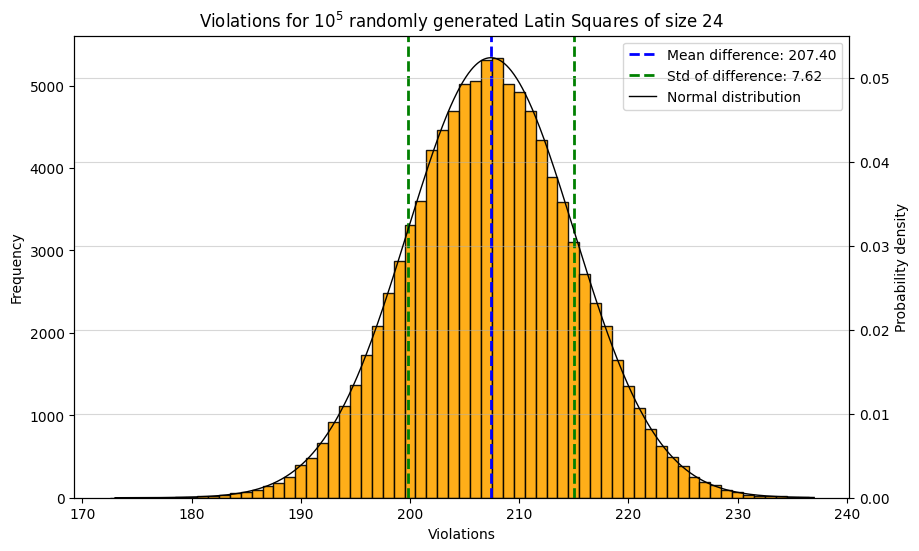 Violations for 10⁵ randomly generated Latin Squares of size 24
Mean difference: 207.40
Std of difference: 7.62
Normal distribution
Frequency
5000
4000
3000
2000
1000
0
0.05
0.04
0.03
0.02
0.01
0.00
Probability density
170 180 190 200 210 220 230 240
Violations